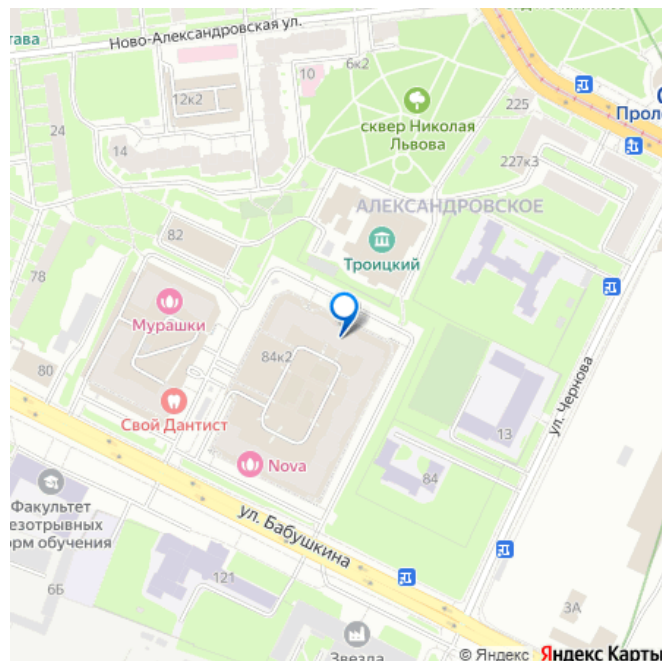 Ново-Александровская ул.
тава
6к2
10
12к2
225
Проле
сквер Николая
Львова
24
14
227к3
АЛЕКСАНДРОВСКОЕ
82
Троицкий
78
Мурашки
84к2
80
Свой Дантист
ул. Чернова
13
Nova
84
Факультет
езотрывных
орм обучения
ул. Бабушкина
121
6Б
3А
Звезда
© Яндекс Яндекс Карты